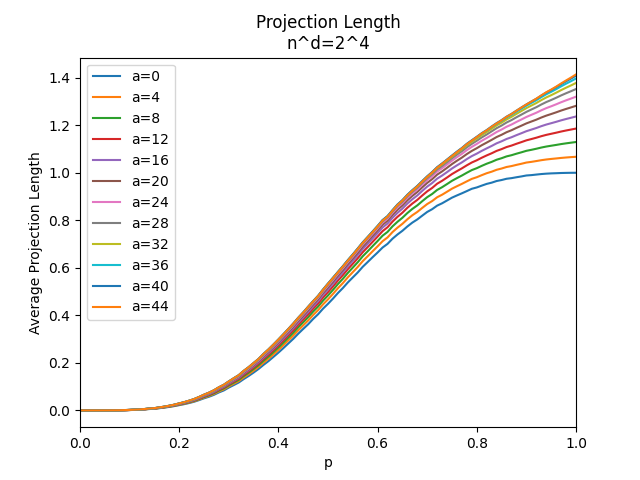 Projection Length
n^d=2^4
1.4
1.2
1.0
0.8
0.6
0.4
0.2
0.0
Average Projection Length
a=0
a=4
a=8
a=12
a=16
a=20
a=24
a=28
a=32
a=36
a=40
a=44
0.0 0.2 0.4 0.6 0.8 1.0
p